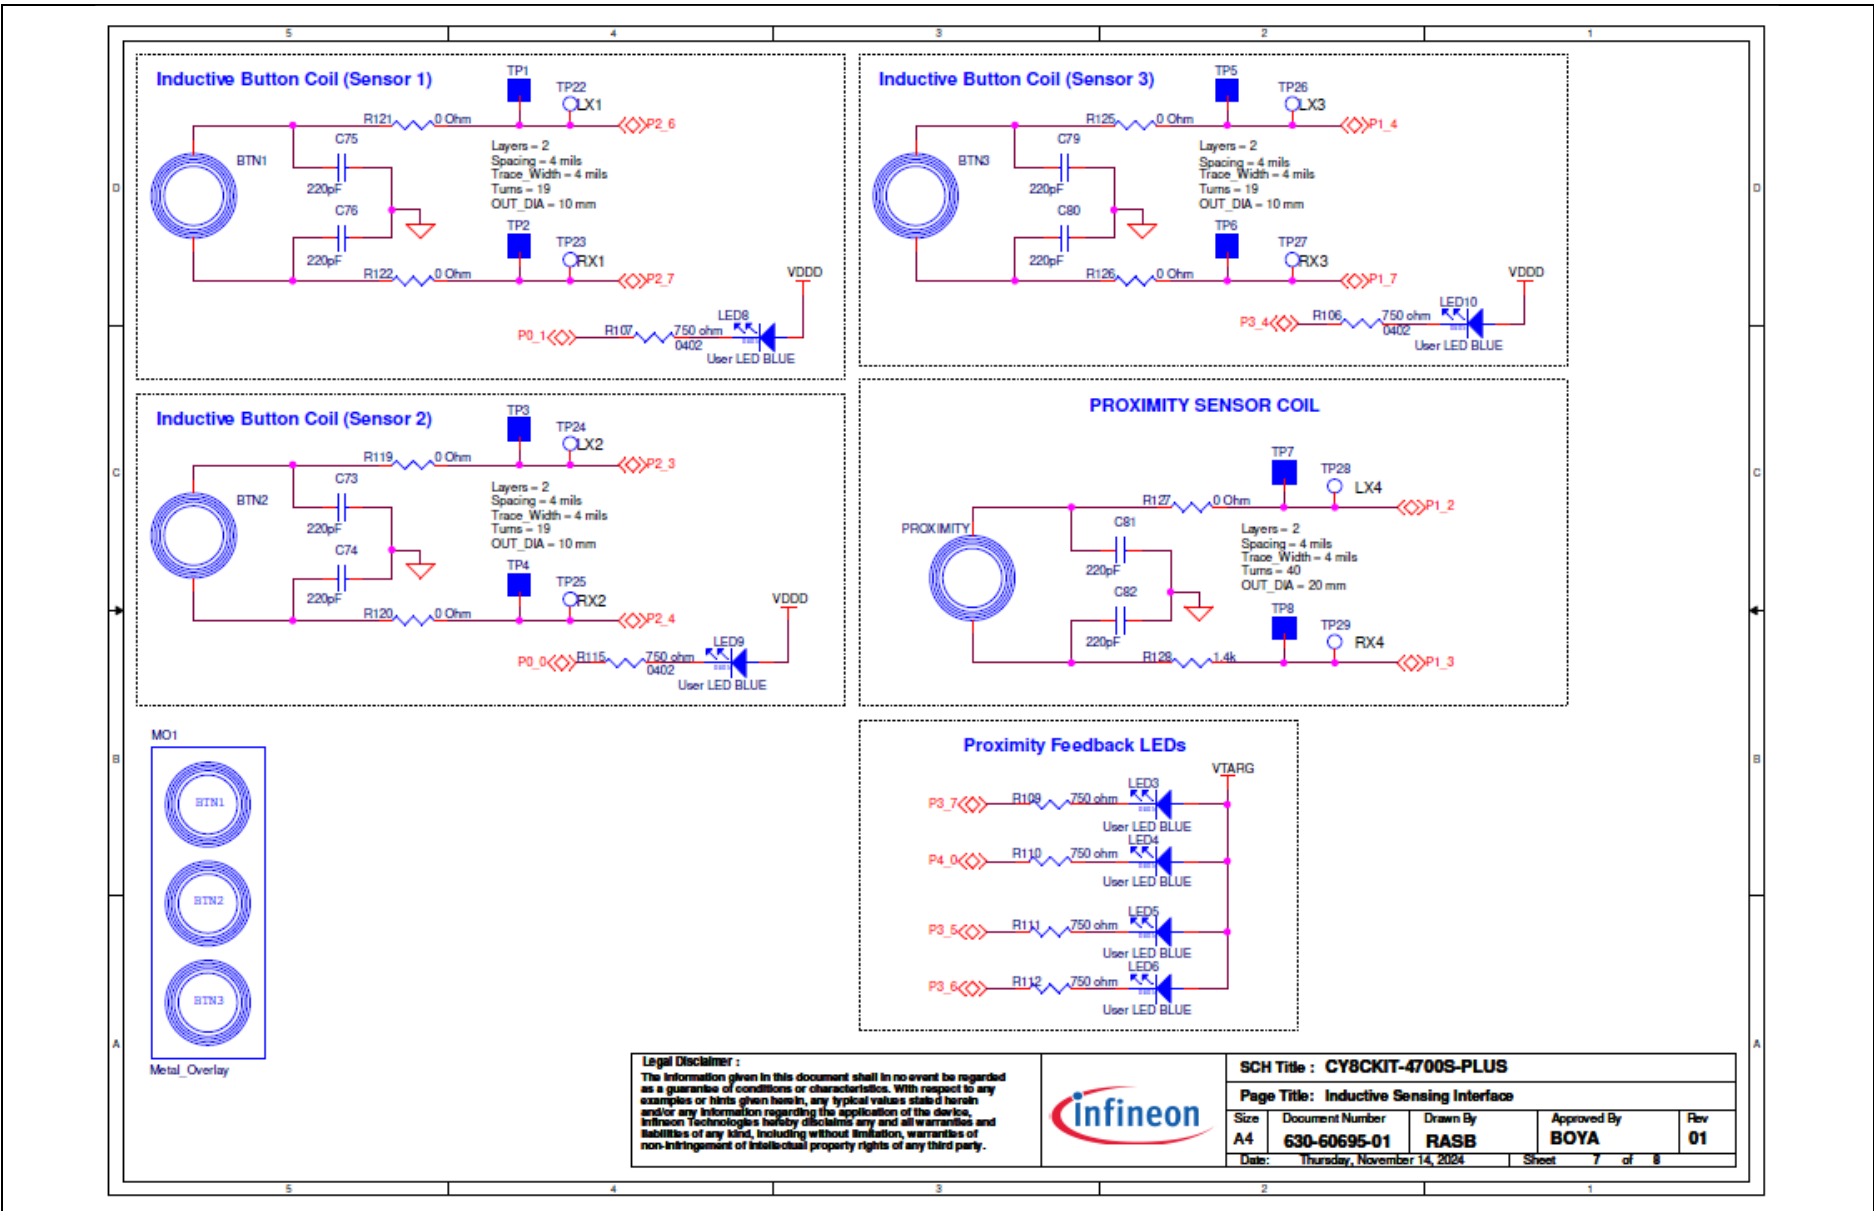 5
4
3
2
1
Inductive Button Coil (Sensor 1)
TP1
TP22
LX1
R121
0 Ohm
P2_6
C75
220pF
BTN1
Layers = 2
Spacing = 4 mils
Trace_Width = 4 mils
Turns = 19
OUT_DIA = 10 mm
C76
220pF
TP2
TP23
RX1
R122
0 Ohm
P2_7
VDDD
LED8
P0_1
R107
750 ohm
0402
User LED BLUE
Inductive Button Coil (Sensor 3)
TP5
TP26
LX3
R125
0 Ohm
P1_4
C79
220pF
BTN3
Layers = 2
Spacing = 4 mils
Trace_Width = 4 mils
Turns = 19
OUT_DIA = 10 mm
C80
220pF
TP6
TP27
RX3
R126
0 Ohm
P1_7
VDDD
LED10
P3_4
R106
750 ohm
0402
User LED BLUE
D
D
Inductive Button Coil (Sensor 2)
TP3
TP24
LX2
R119
0 Ohm
P2_3
C73
220pF
BTN2
Layers = 2
Spacing = 4 mils
Trace_Width = 4 mils
Turns = 19
OUT_DIA = 10 mm
C74
220pF
TP4
TP25
RX2
R120
0 Ohm
P2_4
VDDD
LED9
P0_0
R115
750 ohm
0402
User LED BLUE
PROXIMITY SENSOR COIL
TP7
TP28
LX4
R127
0 Ohm
P1_2
PROXIMITY
C81
220pF
Layers = 2
Spacing = 4 mils
Trace_Width = 4 mils
Turns = 40
OUT_DIA = 20 mm
C82
220pF
TP8
TP29
RX4
R128
1.4k
P1_3
C
C
MO1
BTN1
BTN2
BTN3
Metal_Overlay
Proximity Feedback LEDs
VTARG
P3_7
R109
750 ohm
LED3
User LED BLUE
P4_0
R110
750 ohm
LED4
User LED BLUE
P3_5
R111
750 ohm
LED5
User LED BLUE
P3_6
R112
750 ohm
LED6
User LED BLUE
B
B
A
A
Legal Disclaimer :
The information given in this document shall in no event be regarded
as a guarantee of conditions or characteristics. With respect to any
examples or hints given herein, any typical values stated herein
and/or any information regarding the application of the device,
Infineon Technologies hereby disclaims any and all warranties and
liabilities of any kind, including without limitation, warranties of
non-infringement of intellectual property rights of any third party.
infineon
SCH Title : CY8CKIT-4700S-PLUS
Page Title: Inductive Sensing Interface
Size Document Number Drawn By Approved By Rev
A4 630-60695-01 RASB BOYA 01
Date: Thursday, November 14, 2024 Sheet 7 of 8
5
4
3
2
1